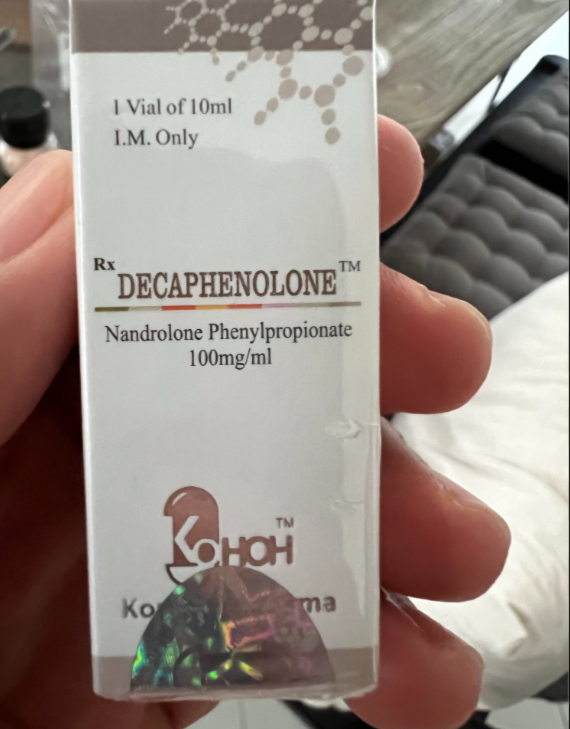 1 Vial of 10ml
I.M. Only
Rx DECAPHENOLONE™
Nandrolone Phenylpropionate
100mg/ml
KOHOH™